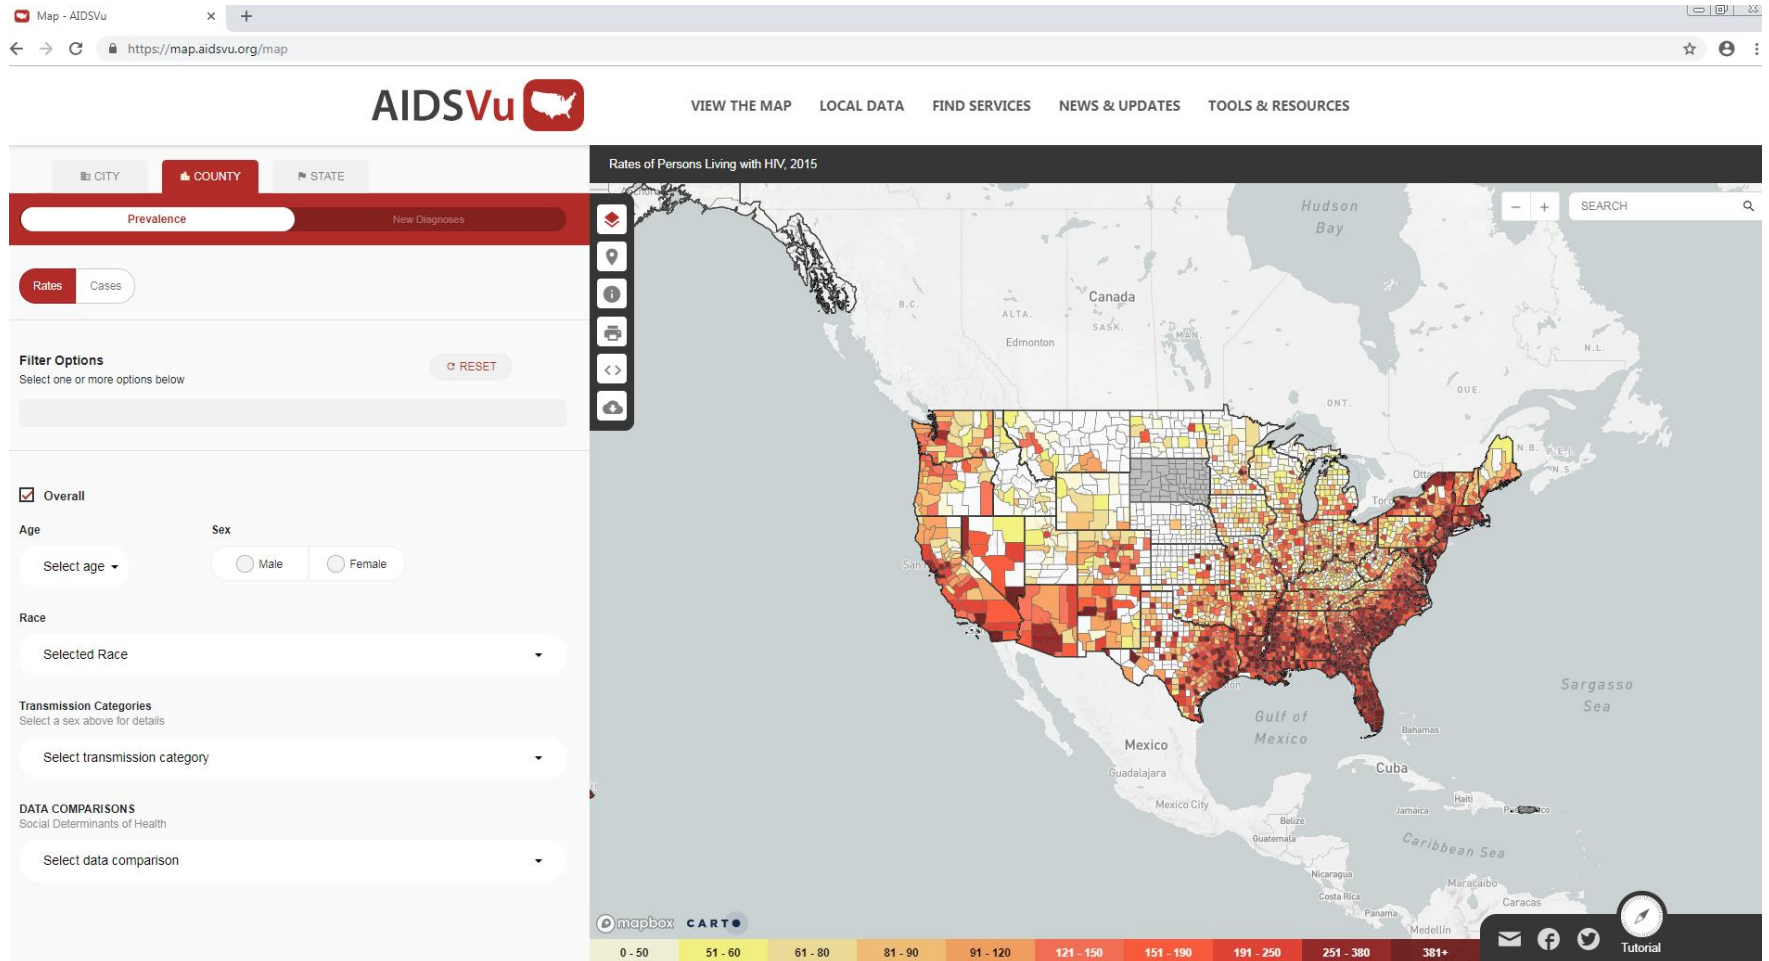 Map - AIDSVu
https://map.aidsvu.org/map
AIDSVu
VIEW THE MAP
LOCAL DATA
FIND SERVICES
NEWS & UPDATES
TOOLS & RESOURCES
CITY
COUNTY
STATE
Prevalence
New Diagnoses
Rates
Cases
Filter Options
RESET
Select one or more options below
Overall
Age
Sex
Select age
Male
Female
Race
Selected Race
Transmission Categories
Select a sex above for details
Select transmission category
DATA COMPARISONS
Social Determinants of Health
Select data comparison
Rates of Persons Living with HIV, 2015
SEARCH
Hudson
Bay
Canada
B.C.
ALTA.
SASK.
MAN.
Edmonton
N.L.
QUE.
ONT.
N.B.
P.E.I.
N.S.
San
Sargasso
Sea
Gulf of
Mexico
Bahamas
Mexico
Cuba
Guadalajara
Mexico City
Haiti
Jamaica
Belize
Guatemala
Caribbean Sea
Nicaragua
Costa Rica
Maracaibo
Caracas
Panama
Medellín
mapbox
CARTO
Tutorial
0 - 50
51 - 60
61 - 80
81 - 90
91 - 120
121 - 150
151 - 190
191 - 250
251 - 380
381+